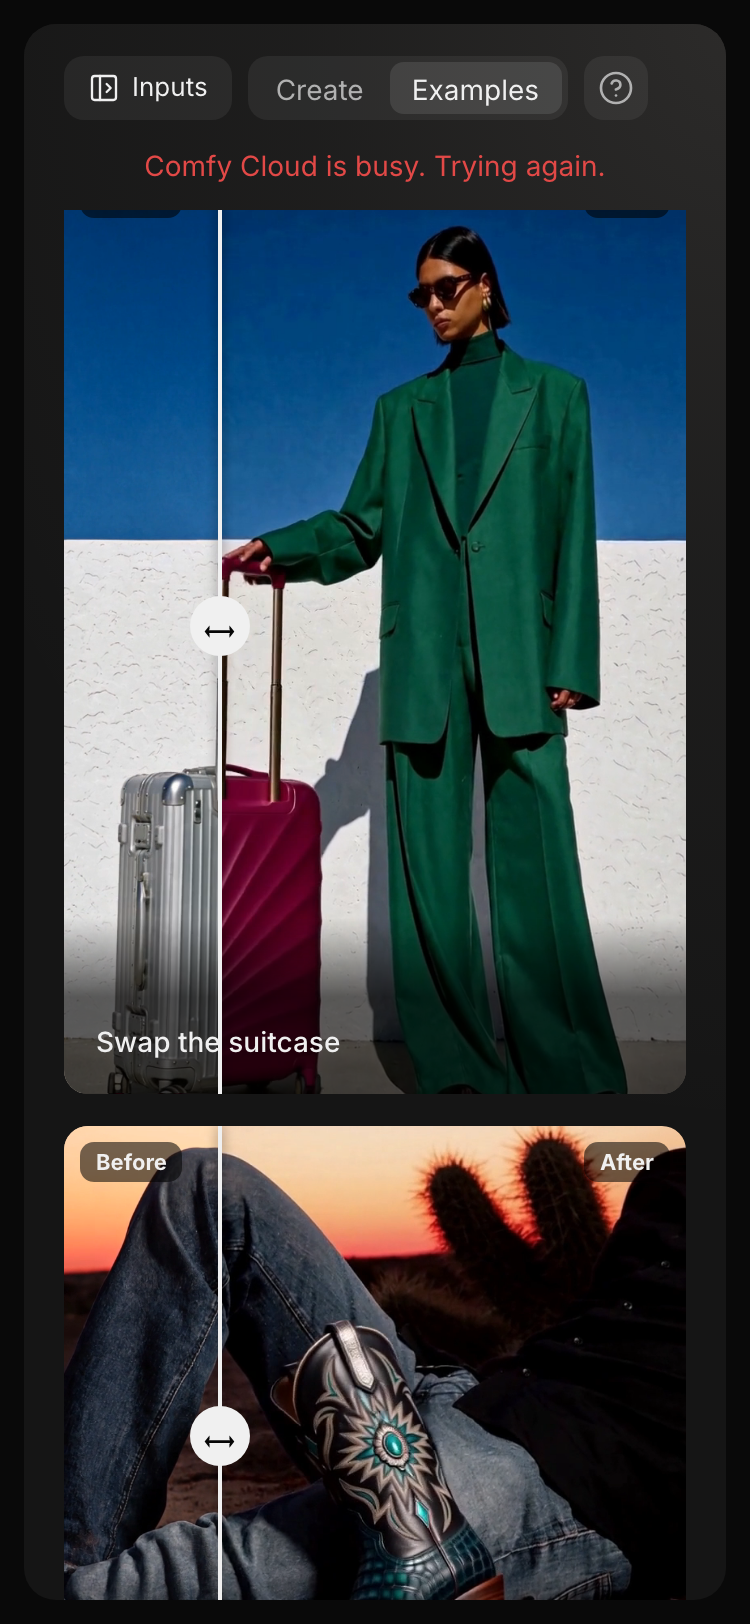 Inputs
Create
Examples
Comfy Cloud is busy. Trying again.
Swap the suitcase
Before
After